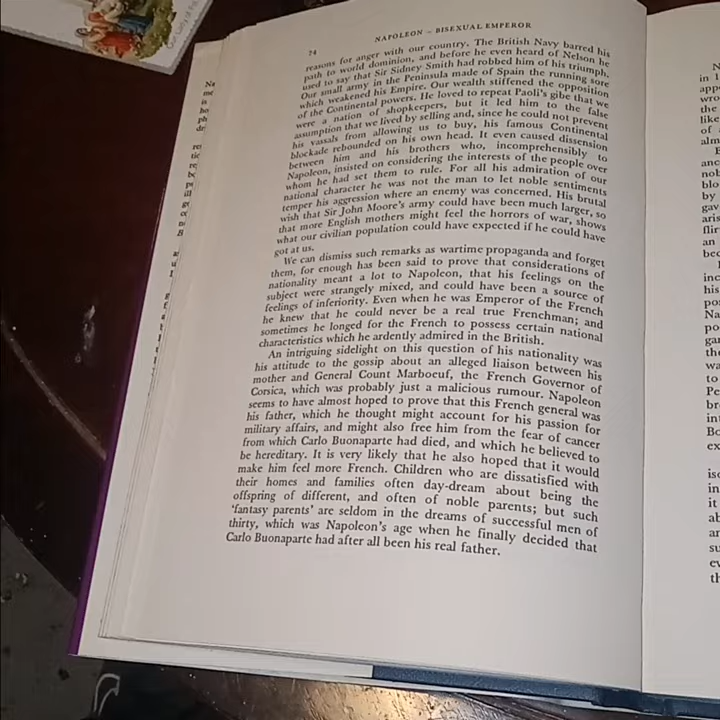 74
NAPOLEON – BISEXUAL EMPEROR
reasons for anger with our country. The British Navy barred his
path to world dominion, and before he even heard of Nelson he
used to say that Sir Sidney Smith had robbed him of his triumph.
Our small army in the Peninsula made of Spain the running sore
which weakened his Empire. Our wealth stiffened the opposition
of the Continental powers. He loved to repeat Paoli's gibe that we
were a nation of shopkeepers, but it led him to the false
assumption that we lived by selling and, since he could not prevent
his vassals from allowing us to buy, his famous Continental
blockade rebounded on his own head. It even caused dissension
between him and his brothers who, incomprehensibly to
Napoleon, insisted on considering the interests of the people over
whom he had set them to rule. For all his admiration of our
national character he was not the man to let noble sentiments
temper his aggression where an enemy was concerned. His brutal
wish that Sir John Moore's army could have been much larger, so
that more English mothers might feel the horrors of war, shows
what our civilian population could have expected if he could have
got at us.
We can dismiss such remarks as wartime propaganda and forget
them, for enough has been said to prove that considerations of
nationality meant a lot to Napoleon, that his feelings on the
subject were strangely mixed, and could have been a source of
feelings of inferiority. Even when he was Emperor of the French
he knew that he could never be a real true Frenchman; and
sometimes he longed for the French to possess certain national
characteristics which he ardently admired in the British.
An intriguing sidelight on this question of his nationality was
his attitude to the gossip about an alleged liaison between his
mother and General Count Marboeuf, the French Governor of
Corsica, which was probably just a malicious rumour. Napoleon
seems to have almost hoped to prove that this French general was
his father, which he thought might account for his passion for
military affairs, and might also free him from the fear of cancer
from which Carlo Buonaparte had died, and which he believed to
be hereditary. It is very likely that he also hoped that it would
make him feel more French. Children who are dissatisfied with
their homes and families often day-dream about being the
offspring of different, and often of noble parents; but such
'fantasy parents' are seldom in the dreams of successful men of
thirty, which was Napoleon's age when he finally decided that
Carlo Buonaparte had after all been his real father.